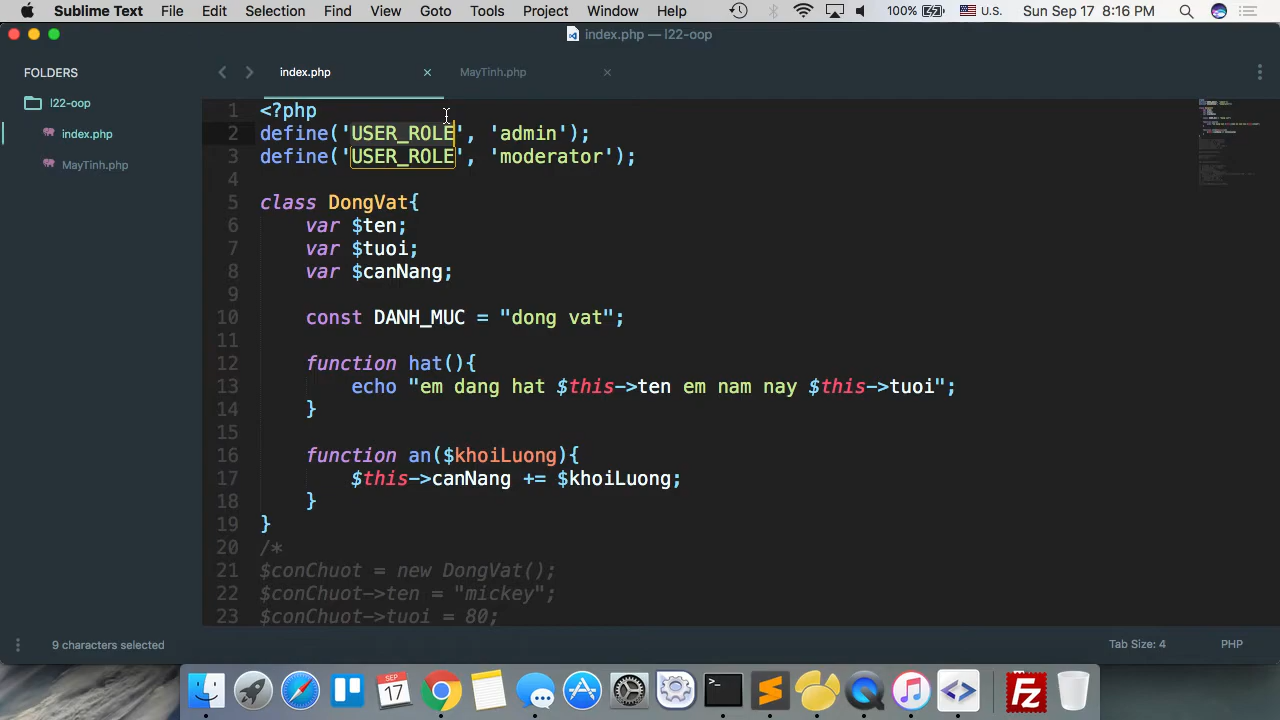 Sublime Text File Edit Selection Find View Goto Tools Project Window Help 100% U.S. Sun Sep 17 8:16 PM
index.php — l22-oop
FOLDERS
l22-oop
index.php
MayTinh.php
index.php × MayTinh.php ×
1 <?php
2 define('USER_ROLE', 'admin');
3 define('USER_ROLE', 'moderator');
4
5 class DongVat{
6 var $ten;
7 var $tuoi;
8 var $canNang;
9
10 const DANH_MUC = "dong vat";
11
12 function hat(){
13 echo "em dang hat $this->ten em nam nay $this->tuoi";
14 }
15
16 function an($khoiLuong){
17 $this->canNang += $khoiLuong;
18 }
19 }
20 /*
21 $conChuot = new DongVat();
22 $conChuot->ten = "mickey";
23 $conChuot->tuoi = 80;
9 characters selected Tab Size: 4 PHP
SEP
17
Fz